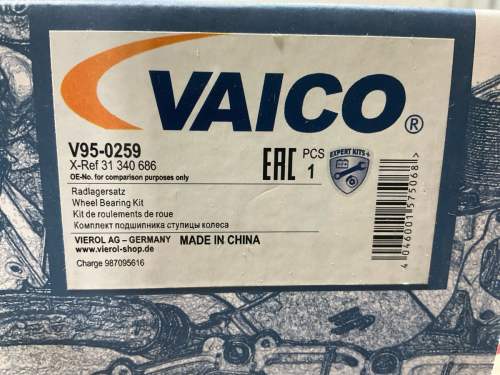 VAICO®
V95-0259
X-Ref 31 340 686
OE-No. for comparison purposes only
EAC
PCS
1
EXPERT KITS +
Radlagersatz
Wheel Bearing Kit
Kit de roulements de roue
Комплект подшипника ступицы колеса
VIEROL AG – GERMANY MADE IN CHINA
www.vierol-shop.de
Charge 987095616
4 046001 575068 >